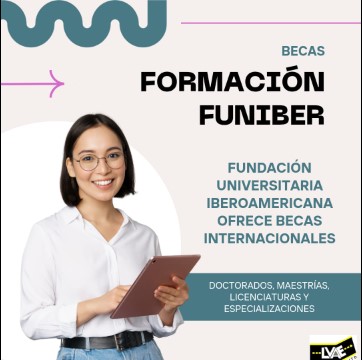 BECAS
FORMACIÓN
FUNIBER
FUNDACIÓN
UNIVERSITARIA
IBEROAMERICANA
OFRECE BECAS
INTERNACIONALES
DOCTORADOS, MAESTRÍAS,
LICENCIATURAS Y
ESPECIALIZACIONES